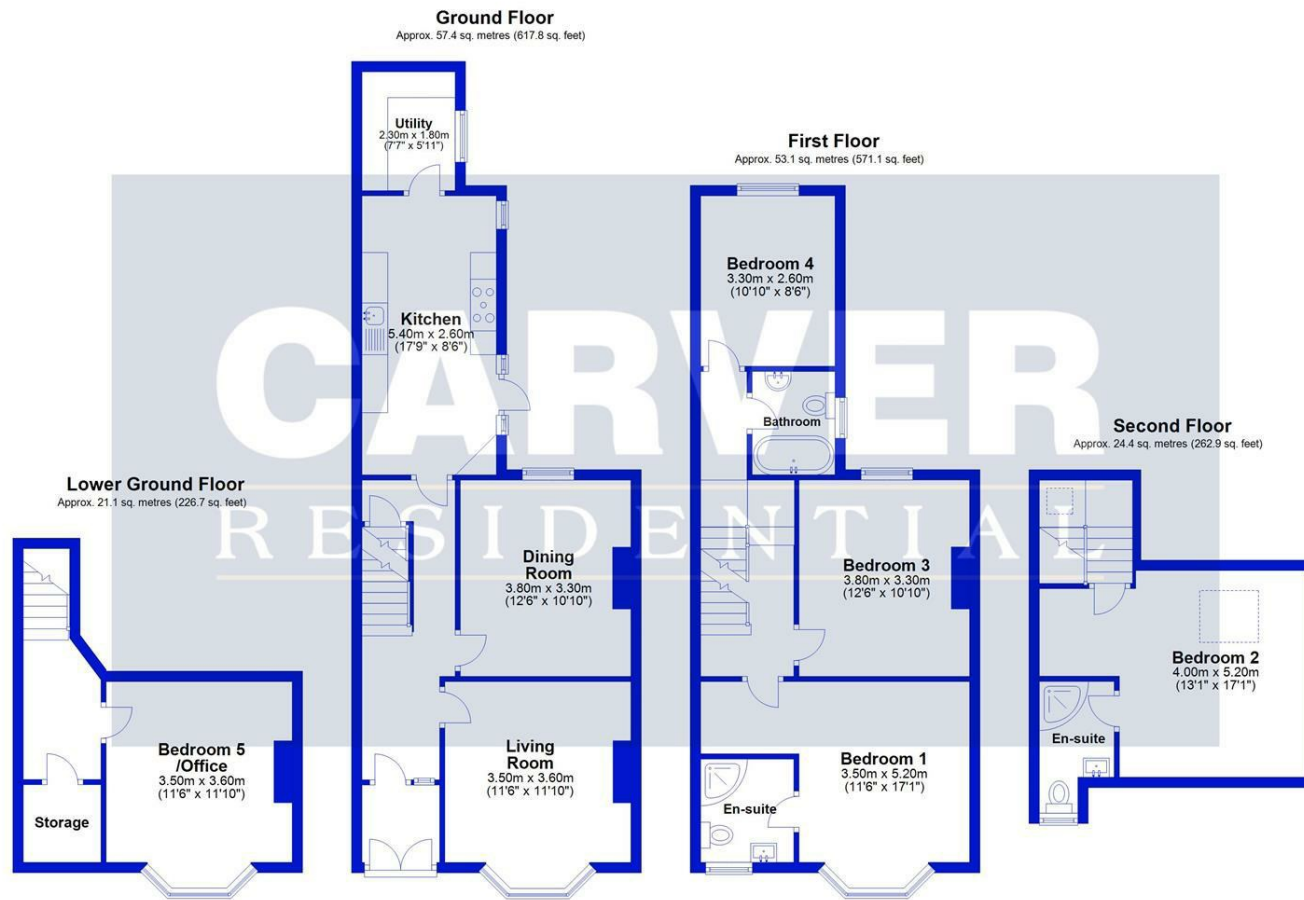 Ground Floor
Approx. 57.4 sq. metres (617.8 sq. feet)
Utility
2.30m x 1.80m
(7'7" x 5'11")
Kitchen
5.40m x 2.60m
(17'9" x 8'6")
Dining
Room
3.80m x 3.30m
(12'6" x 10'10")
Living
Room
3.50m x 3.60m
(11'6" x 11'10")
First Floor
Approx. 53.1 sq. metres (571.1 sq. feet)
Bedroom 4
3.30m x 2.60m
(10'10" x 8'6")
Bathroom
Bedroom 3
3.80m x 3.30m
(12'6" x 10'10")
Bedroom 1
3.50m x 5.20m
(11'6" x 17'1")
En-suite
Second Floor
Approx. 24.4 sq. metres (262.9 sq. feet)
Bedroom 2
4.00m x 5.20m
(13'1" x 17'1")
En-suite
Lower Ground Floor
Approx. 21.1 sq. metres (226.7 sq. feet)
Bedroom 5
/Office
3.50m x 3.60m
(11'6" x 11'10")
Storage
CARVER
RESIDENTIAL